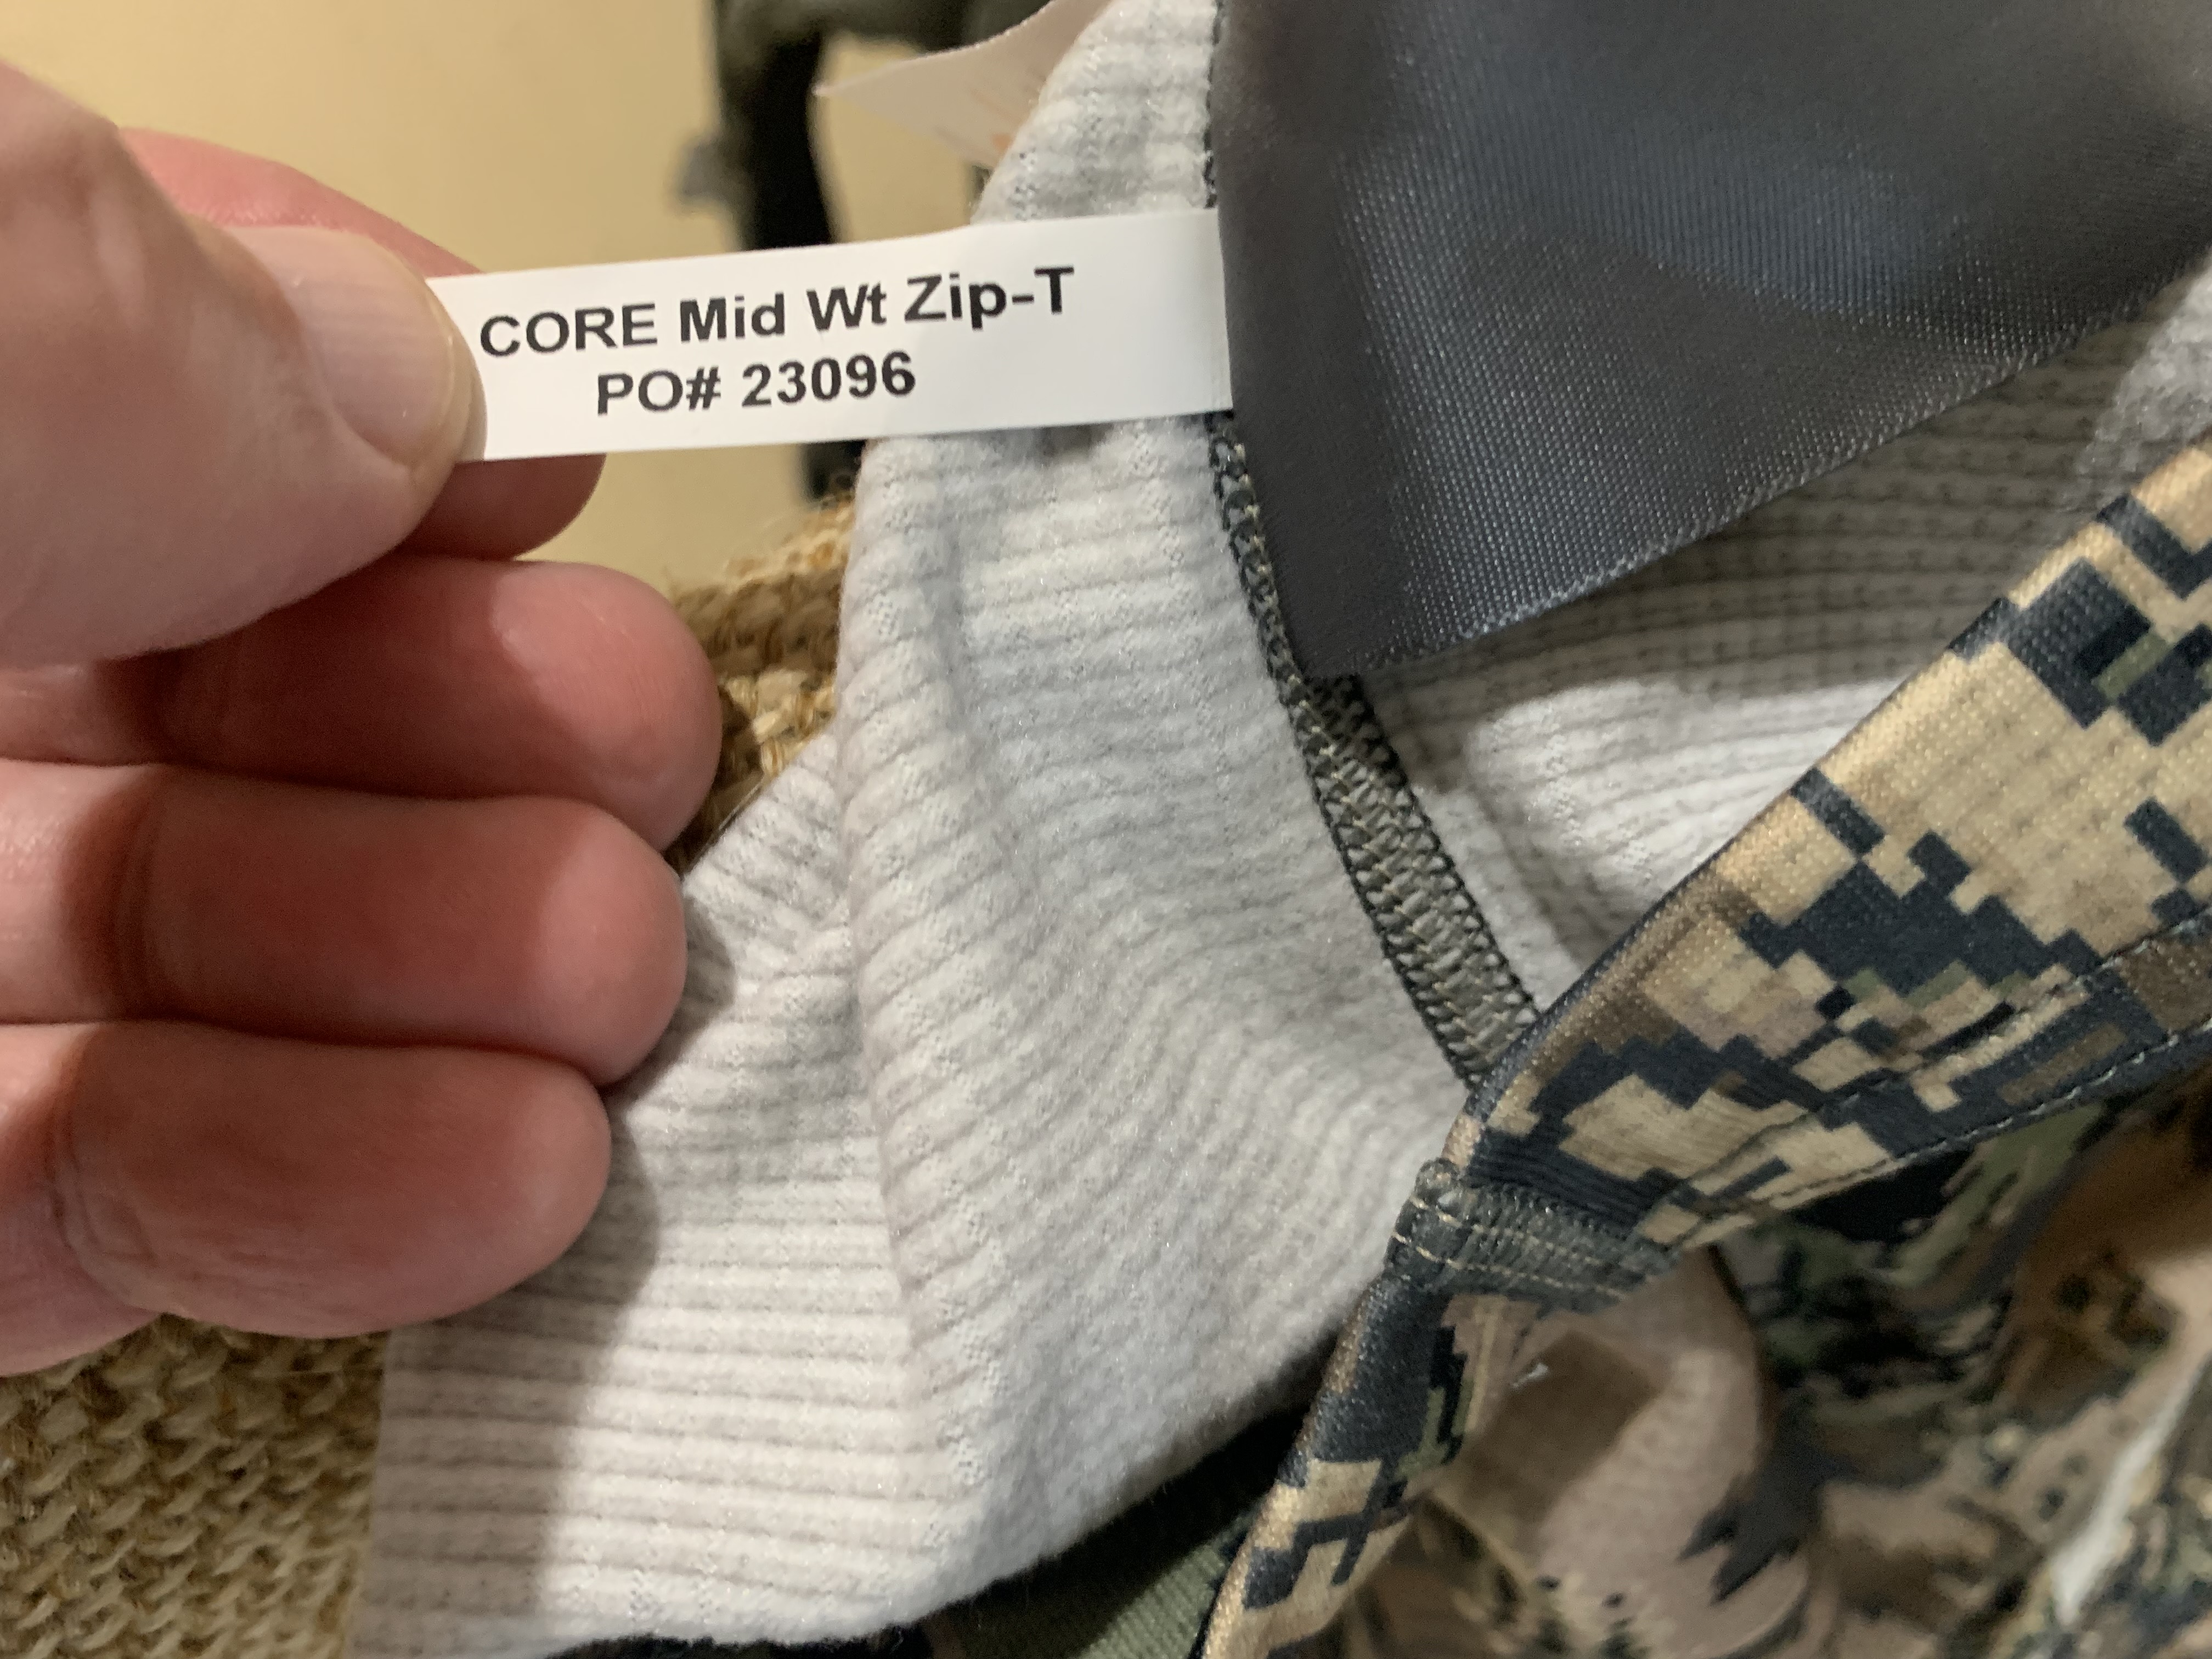 CORE Mid Wt Zip-T
PO# 23096